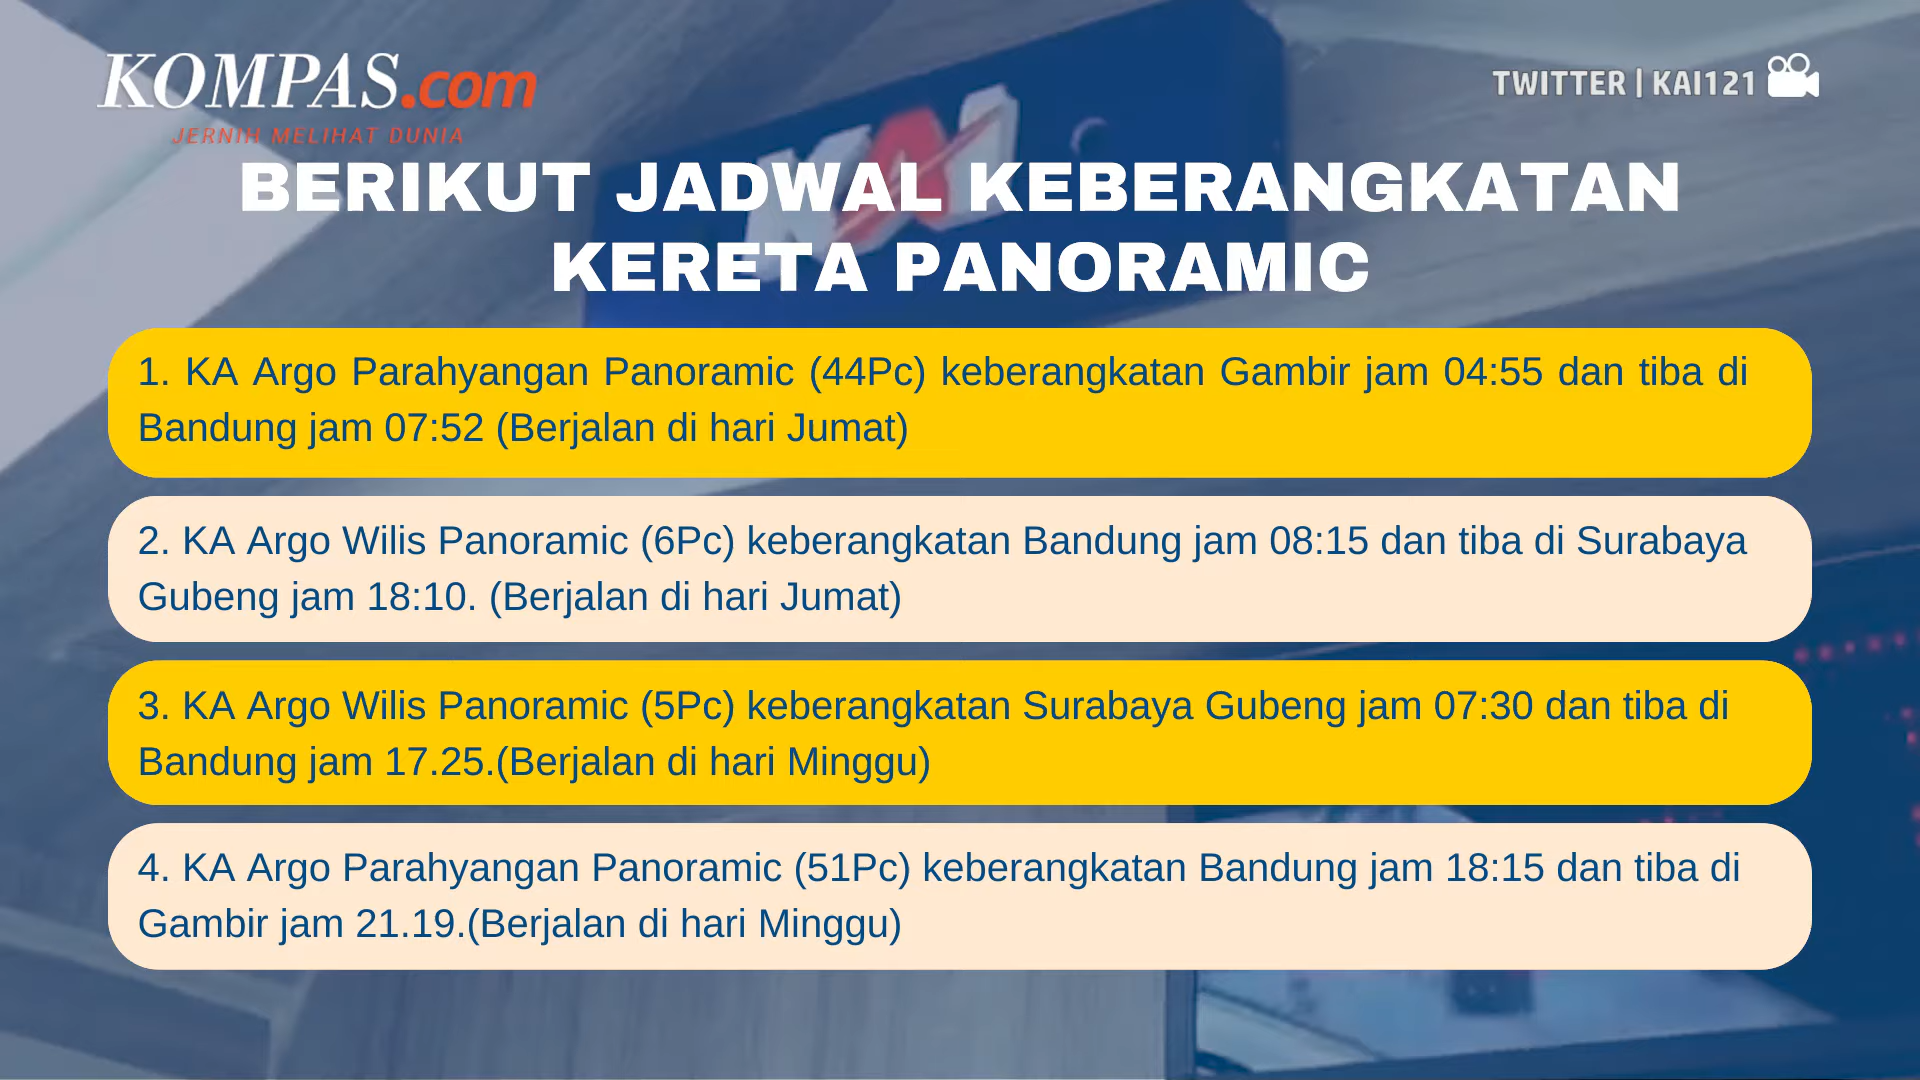 KOMPAS.com
JERNIH MELIHAT DUNIA
TWITTER | KAI121
KAI
BERIKUT JADWAL KEBERANGKATAN
KERETA PANORAMIC
1. KA Argo Parahyangan Panoramic (44Pc) keberangkatan Gambir jam 04:55 dan tiba di
Bandung jam 07:52 (Berjalan di hari Jumat)
2. KA Argo Wilis Panoramic (6Pc) keberangkatan Bandung jam 08:15 dan tiba di Surabaya
Gubeng jam 18:10. (Berjalan di hari Jumat)
3. KA Argo Wilis Panoramic (5Pc) keberangkatan Surabaya Gubeng jam 07:30 dan tiba di
Bandung jam 17.25.(Berjalan di hari Minggu)
4. KA Argo Parahyangan Panoramic (51Pc) keberangkatan Bandung jam 18:15 dan tiba di
Gambir jam 21.19.(Berjalan di hari Minggu)